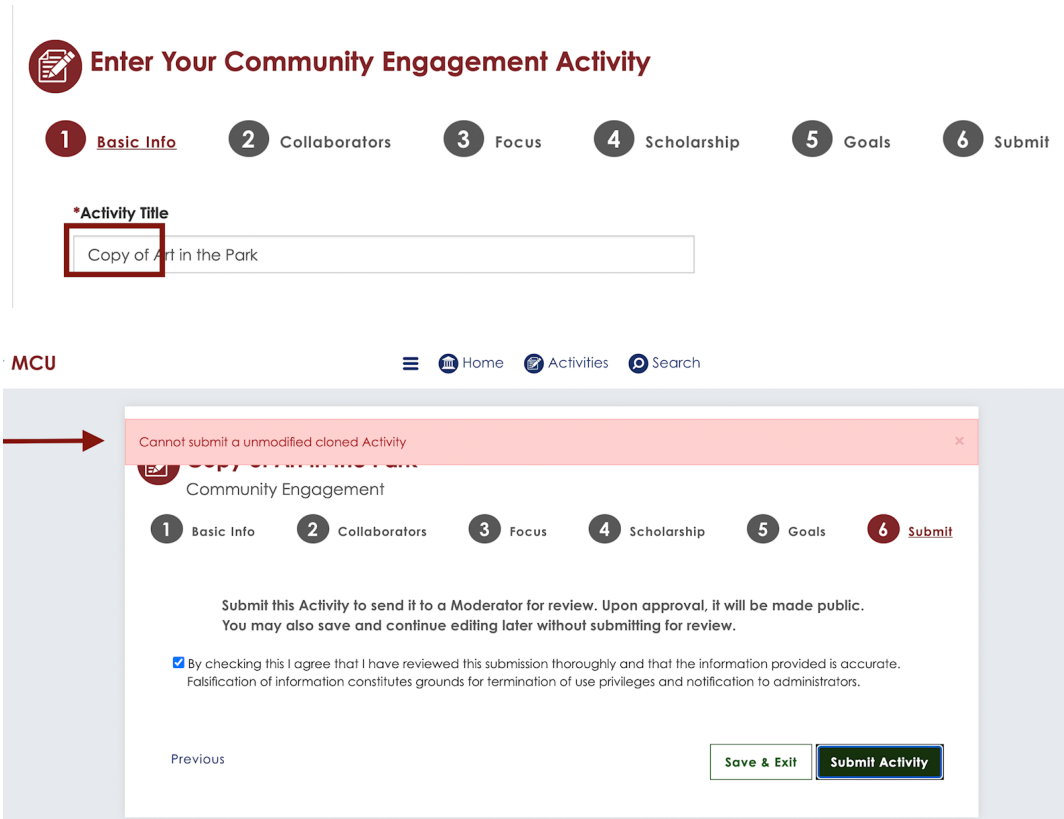 Enter Your Community Engagement Activity
1 Basic Info 2 Collaborators 3 Focus 4 Scholarship 5 Goals 6 Submit
*Activity Title
Copy of Art in the Park
MCU Home Activities Search
Cannot submit a unmodified cloned Activity ×
Copy of Art in the Park
Community Engagement
1 Basic Info 2 Collaborators 3 Focus 4 Scholarship 5 Goals 6 Submit
Submit this Activity to send it to a Moderator for review. Upon approval, it will be made public.
You may also save and continue editing later without submitting for review.
By checking this I agree that I have reviewed this submission thoroughly and that the information provided is accurate.
Falsification of information constitutes grounds for termination of use privileges and notification to administrators.
Previous Save & Exit Submit Activity